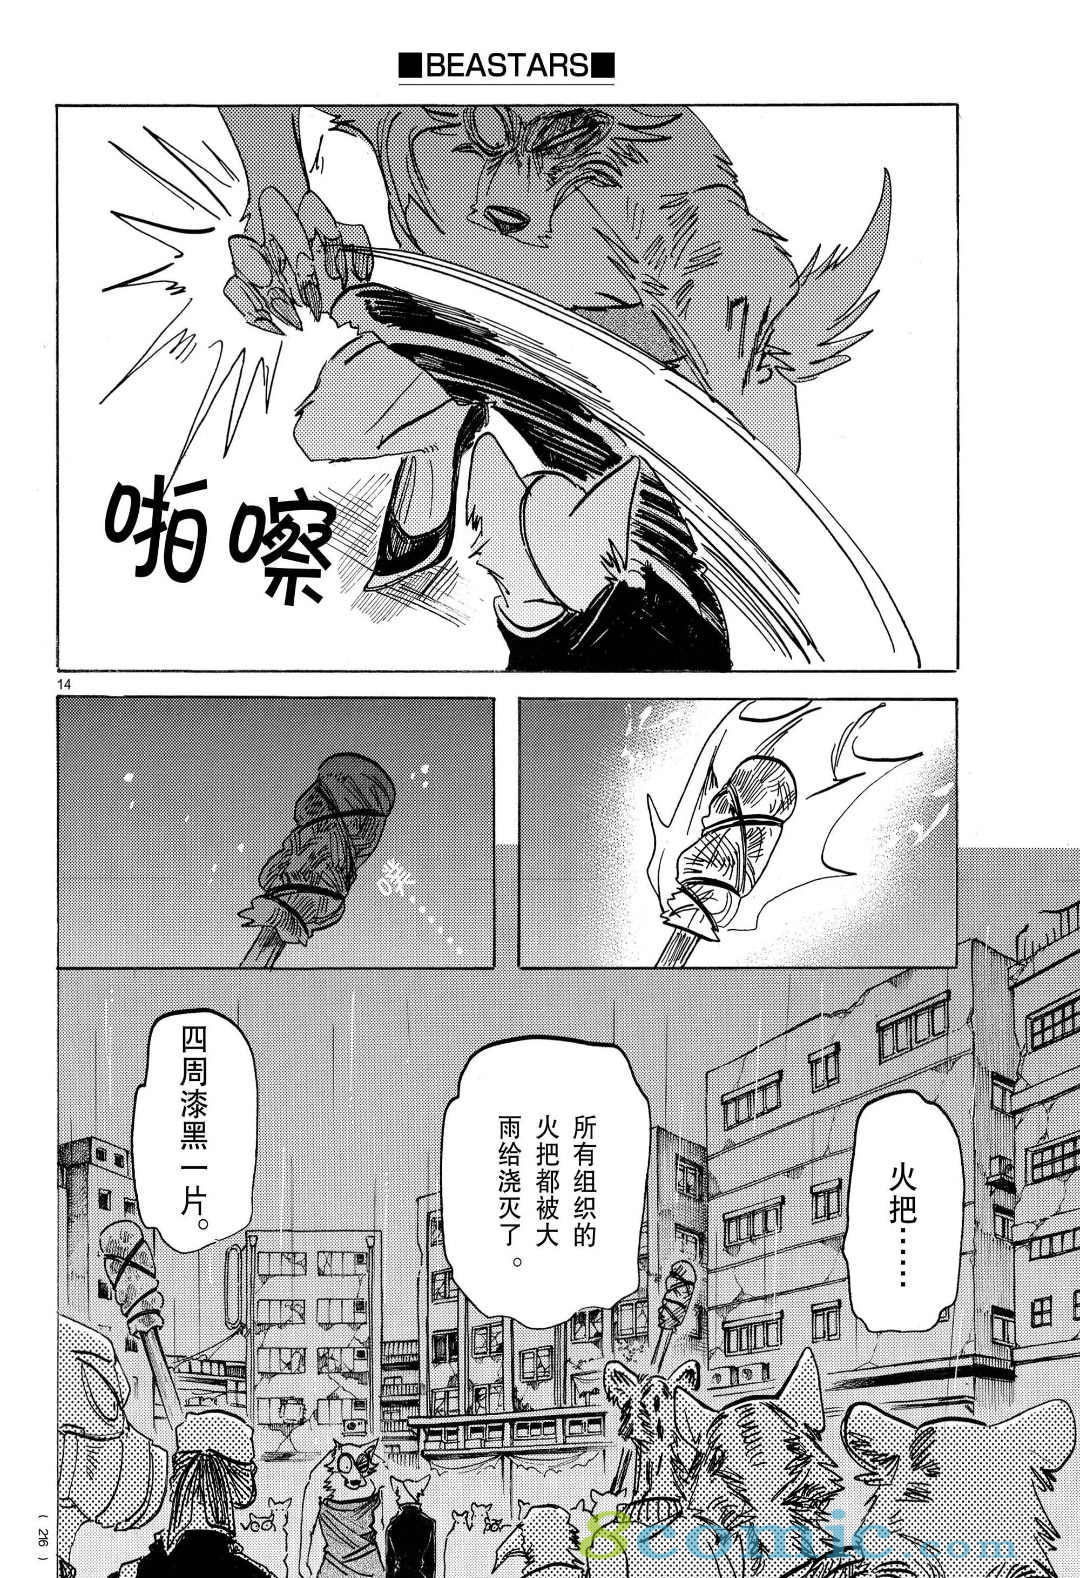 ■BEASTARS■
啪嚓
14
嘿……
火把……
所有组织的
火把都被大
雨给浇灭了。
四周漆黑一片。
( 216 )
8comic.com